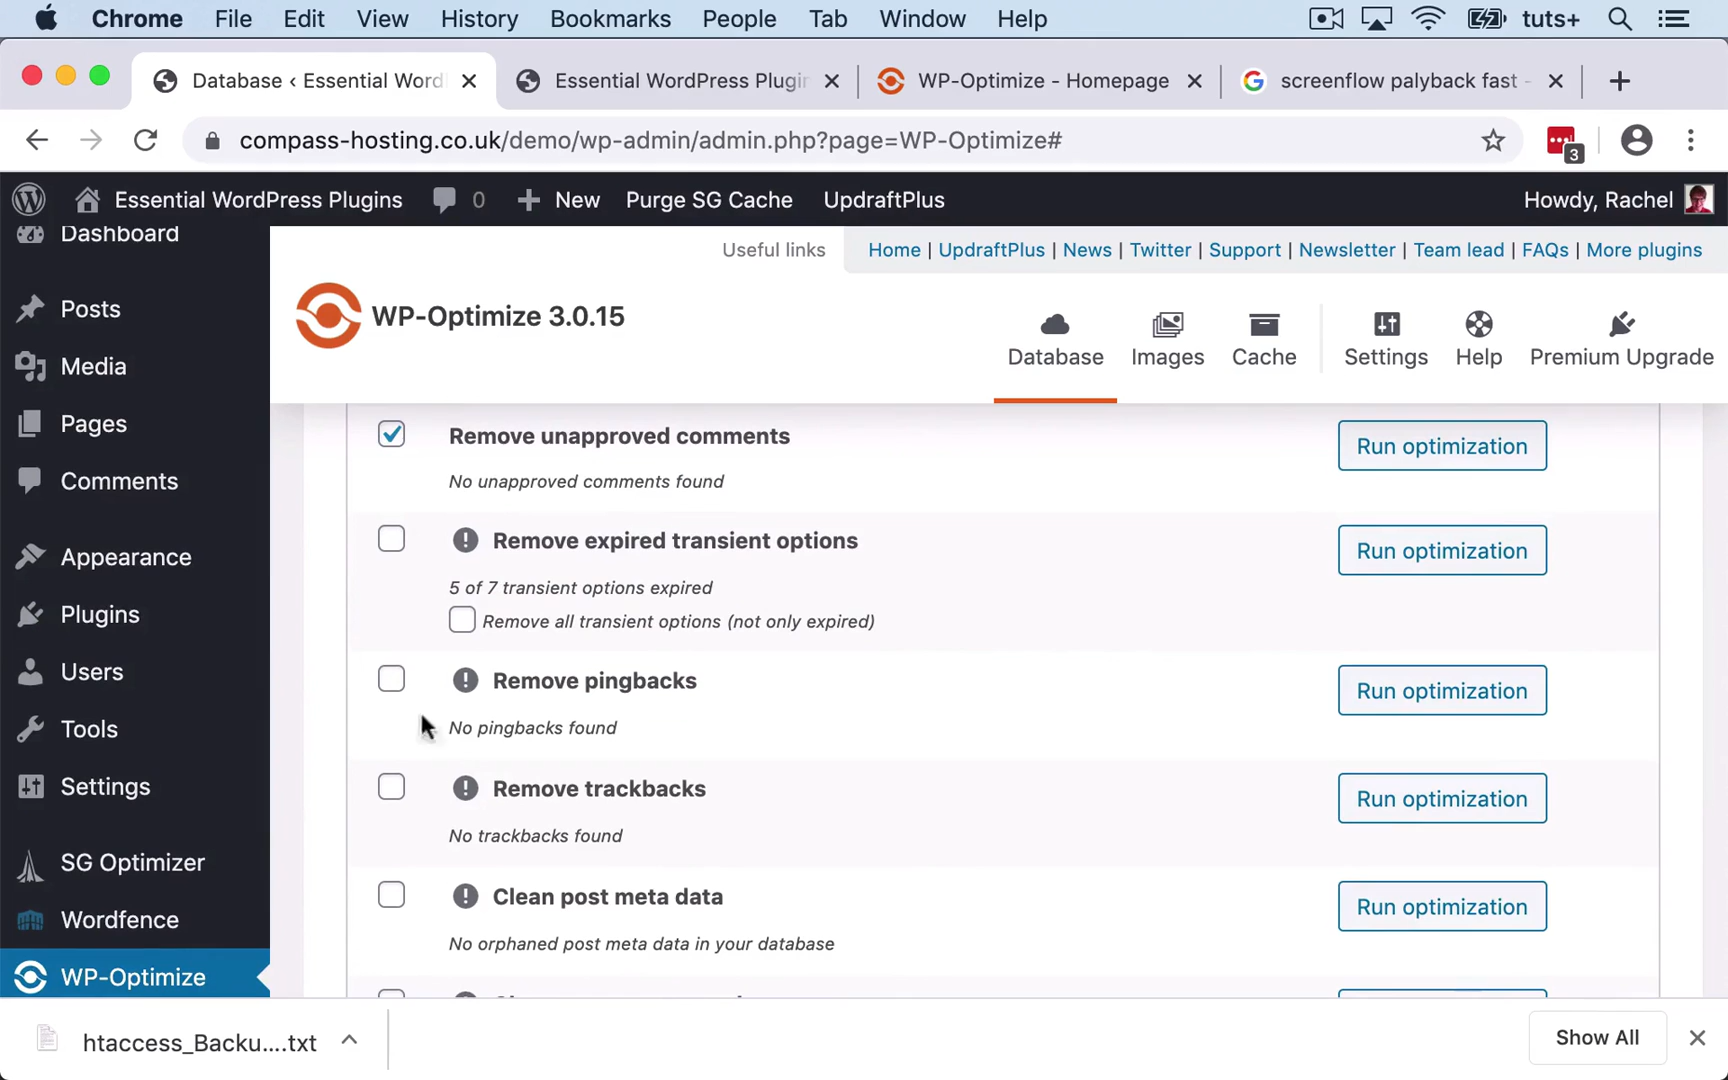 Chrome File Edit View History Bookmarks People Tab Window Help tuts+
Database ‹ Essential Word
Essential WordPress Plugin
WP-Optimize - Homepage
screenflow palyback fast -
compass-hosting.co.uk/demo/wp-admin/admin.php?page=WP-Optimize#
3
Essential WordPress Plugins 0 New Purge SG Cache UpdraftPlus Howdy, Rachel
Dashboard
Posts
Media
Pages
Comments
Appearance
Plugins
Users
Tools
Settings
SG Optimizer
Wordfence
WP-Optimize
Useful links Home | UpdraftPlus | News | Twitter | Support | Newsletter | Team lead | FAQs | More plugins
WP-Optimize 3.0.15
Database Images Cache Settings Help Premium Upgrade
Remove unapproved comments Run optimization
No unapproved comments found
Remove expired transient options Run optimization
5 of 7 transient options expired
Remove all transient options (not only expired)
Remove pingbacks Run optimization
No pingbacks found
Remove trackbacks Run optimization
No trackbacks found
Clean post meta data Run optimization
No orphaned post meta data in your database
htaccess_Backu....txt Show All